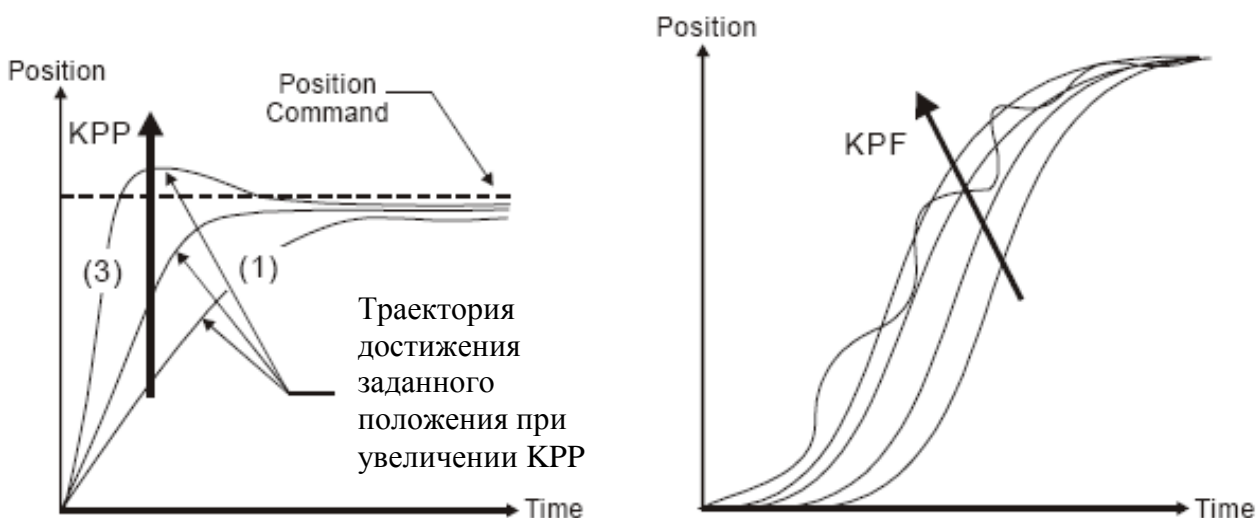 Position
KPP
Position
Command
(3)
(1)
Траектория
достижения
заданного
положения при
увеличении KPP
Time
Position
KPF
Time